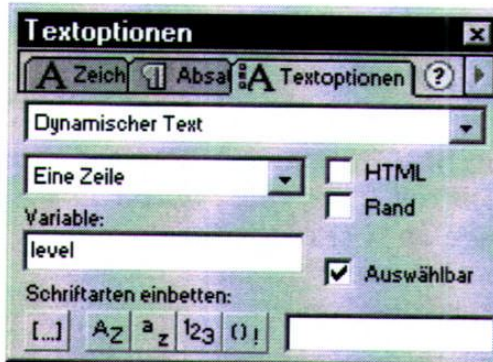 Textoptionen
A Zeich ¶ Absa A Textoptionen ?
Dynamischer Text
Eine Zeile
HTML
Rand
Variable:
level
Auswählbar
Schriftarten einbetten:
[...] AZ az 123 ()!